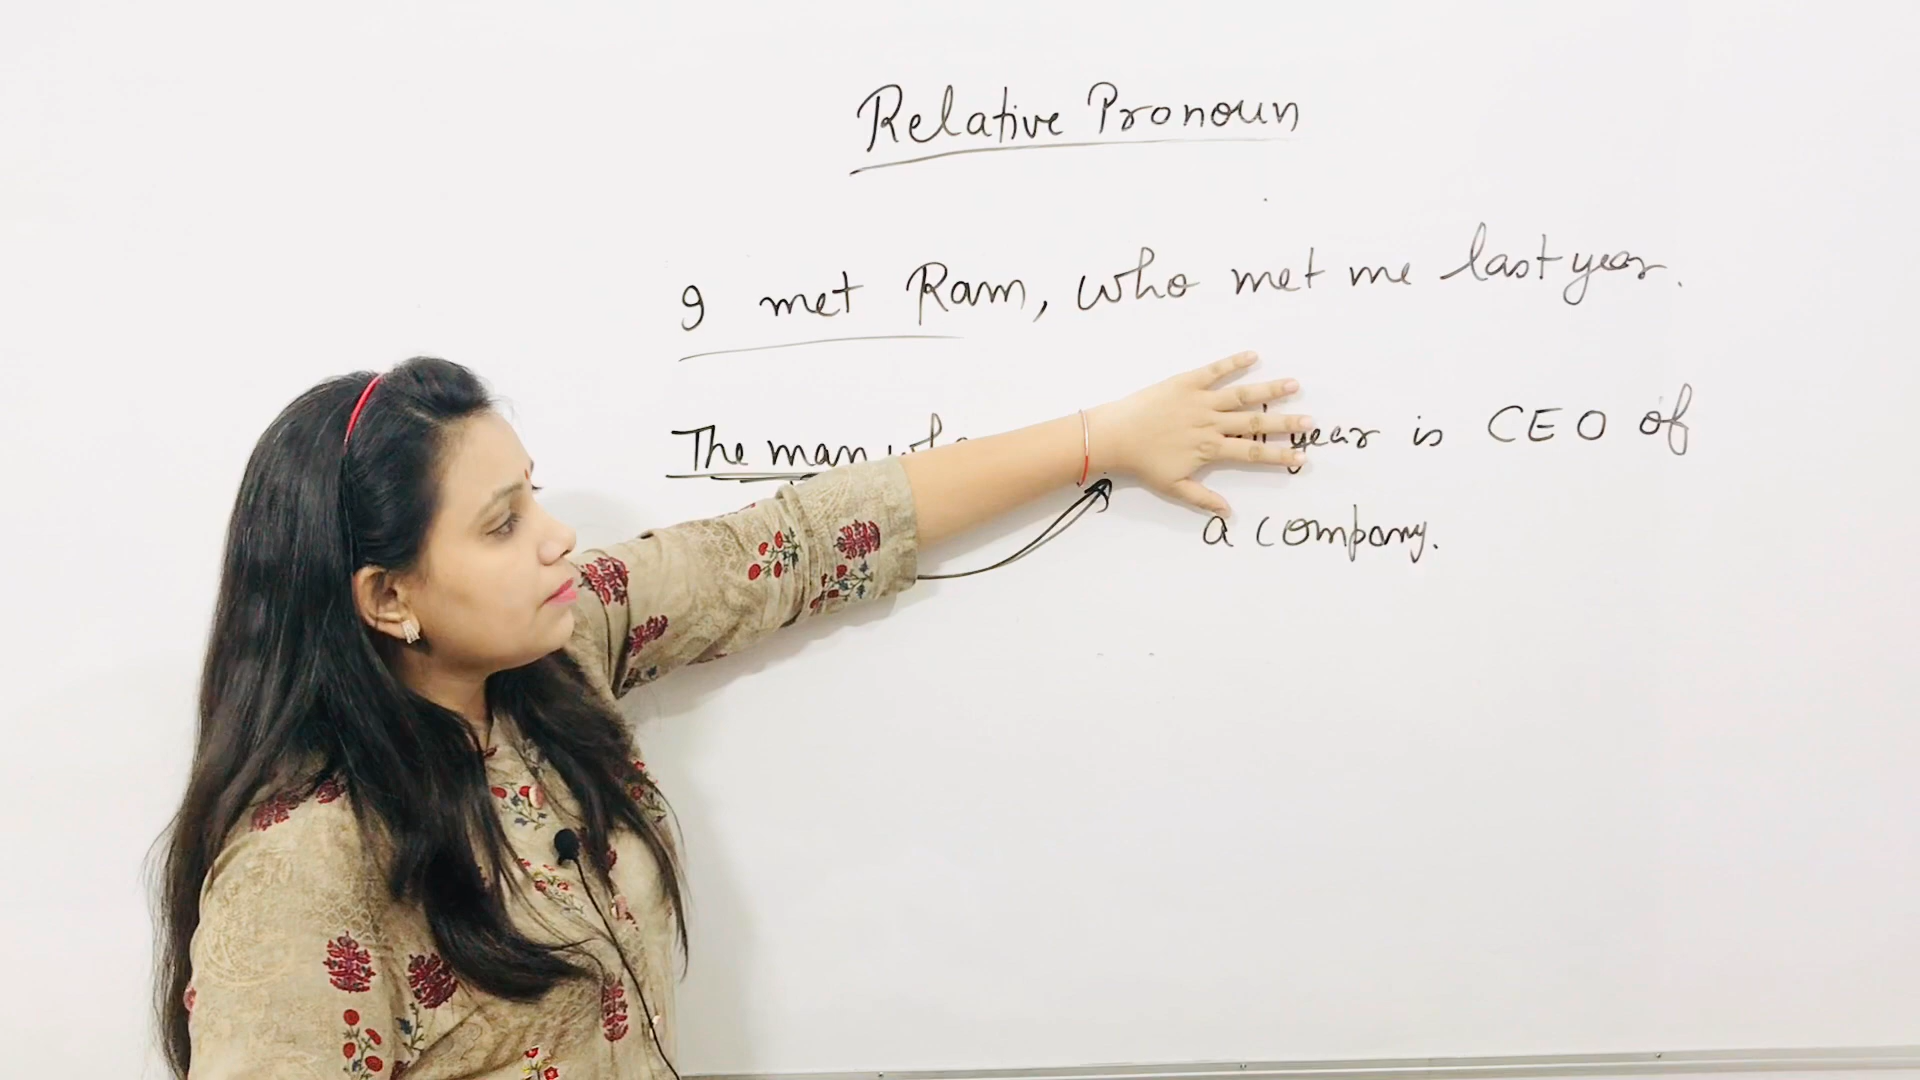 Relative Pronoun
I met Ram, who met me last year.
The man year is CEO of
a company.